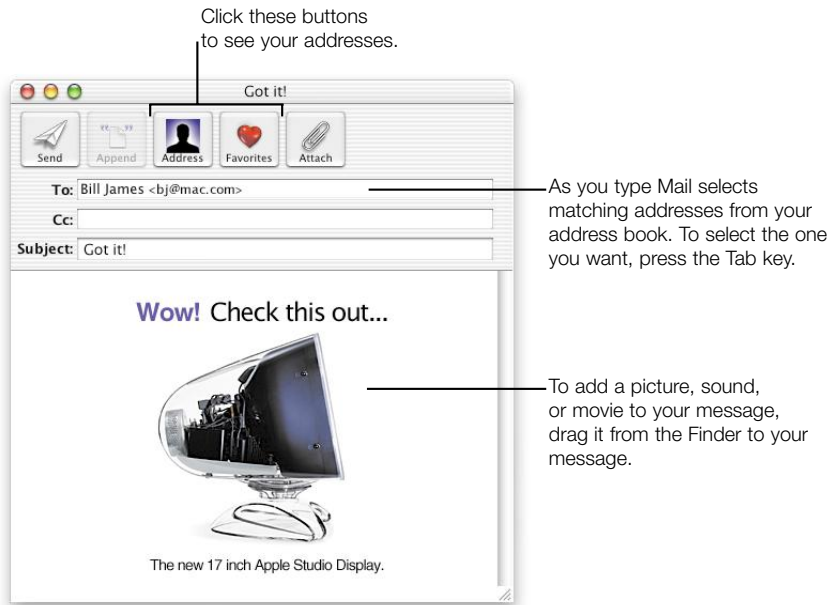 Click these buttons
to see your addresses.
Got it!
Send
Append
Address
Favorites
Attach
To: Bill James <bj@mac.com>
Cc:
Subject: Got it!
As you type Mail selects
matching addresses from your
address book. To select the one
you want, press the Tab key.
Wow! Check this out...
To add a picture, sound,
or movie to your message,
drag it from the Finder to your
message.
The new 17 inch Apple Studio Display.